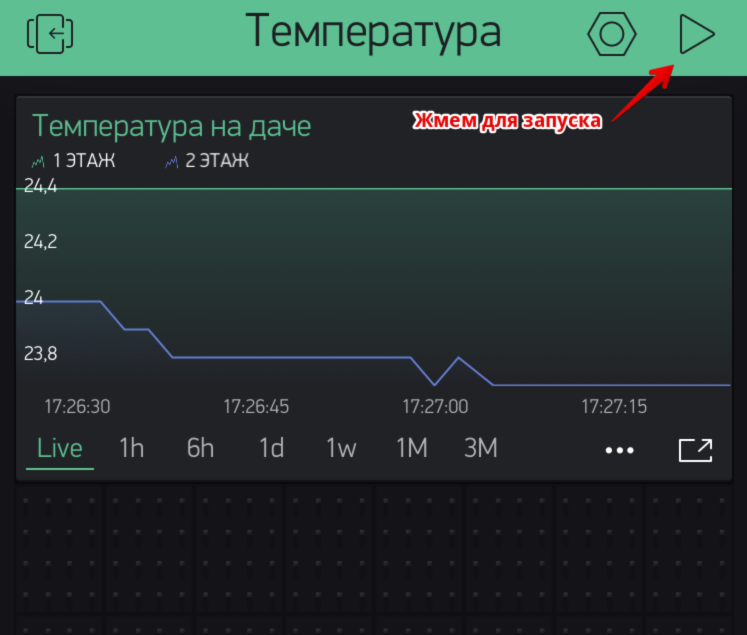 Температура
Жмем для запуска
Температура на даче
1 ЭТАЖ 2 ЭТАЖ
24,4
24,2
24
23,8
17:26:30 17:26:45 17:27:00 17:27:15
Live 1h 6h 1d 1w 1M 3M